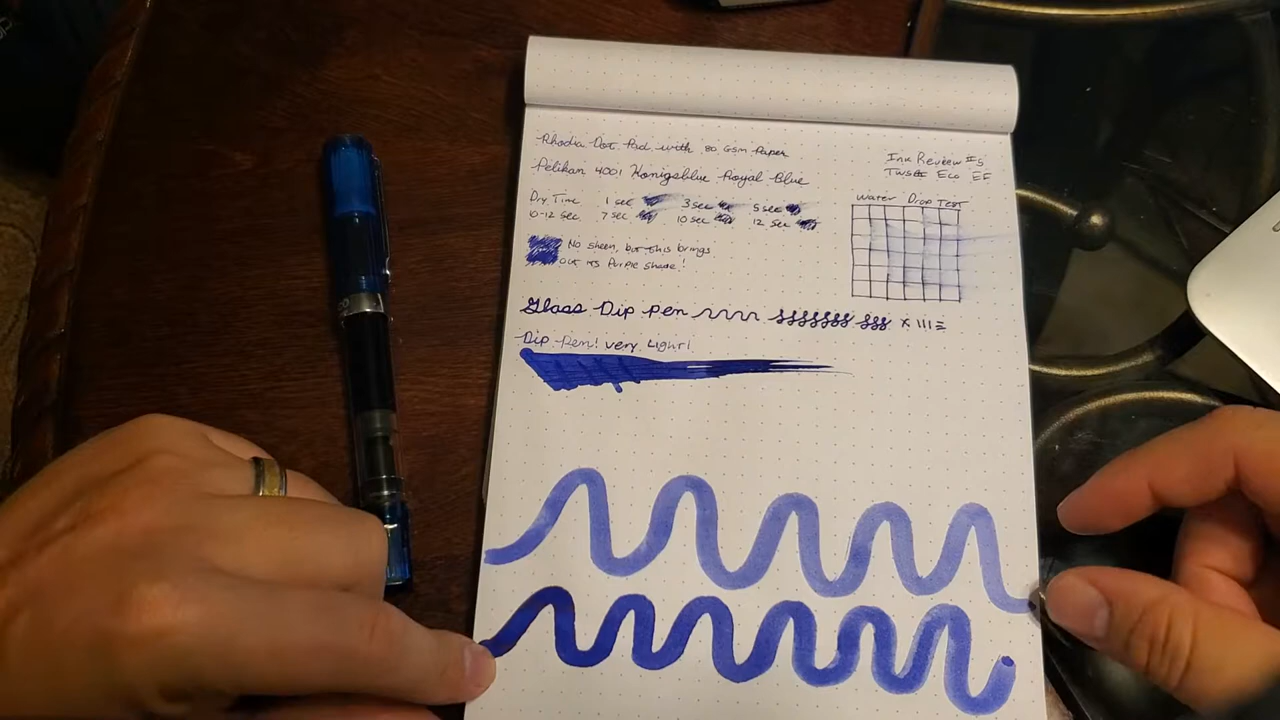 Rhodia Dot Pad with 80 GSM Paper
Ink Review #5
Pelikan 4001 Konigsblue Royal Blue
TWSBI Eco EF
Dry Time 1 sec 3 sec 5 sec
10-12 Sec. 7 sec 10 sec 12 sec
Water Drop Test
No sheen, but this brings
out its Purple shade!
Glass Dip Pen x III
Dip Pen! very Light!